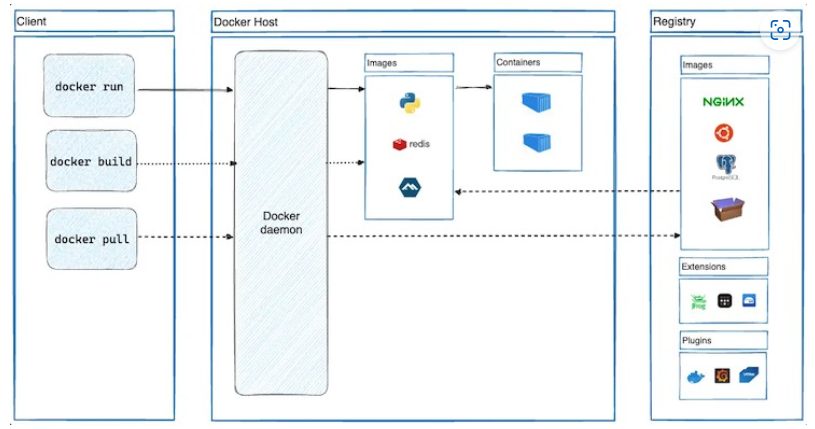 Client
Docker Host
Registry
docker run
docker build
docker pull
Docker
daemon
Images
redis
Containers
Images
NGINX
PostgreSQL
Extensions
Plugins